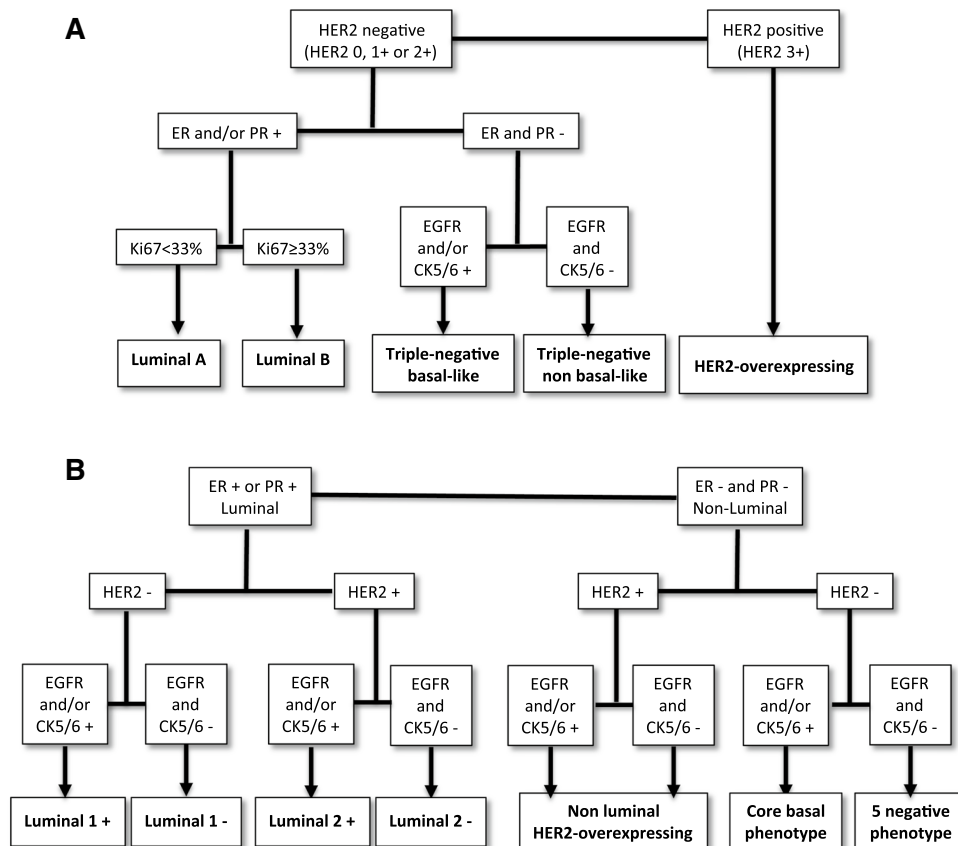 A
HER2 negative
(HER2 0, 1+ or 2+)
HER2 positive
(HER2 3+)
ER and/or PR +
ER and PR -
EGFR
and/or
CK5/6 +
EGFR
and
CK5/6 -
Ki67<33%
Ki67≥33%
Luminal A
Luminal B
Triple-negative
basal-like
Triple-negative
non basal-like
HER2-overexpressing
B
ER + or PR +
Luminal
ER - and PR -
Non-Luminal
HER2 -
HER2 +
HER2 +
HER2 -
EGFR
and/or
CK5/6 +
EGFR
and
CK5/6 -
EGFR
and/or
CK5/6 +
EGFR
and
CK5/6 -
EGFR
and/or
CK5/6 +
EGFR
and
CK5/6 -
EGFR
and/or
CK5/6 +
EGFR
and
CK5/6 -
Luminal 1 +
Luminal 1 -
Luminal 2 +
Luminal 2 -
Non luminal
HER2-overexpressing
Core basal
phenotype
5 negative
phenotype